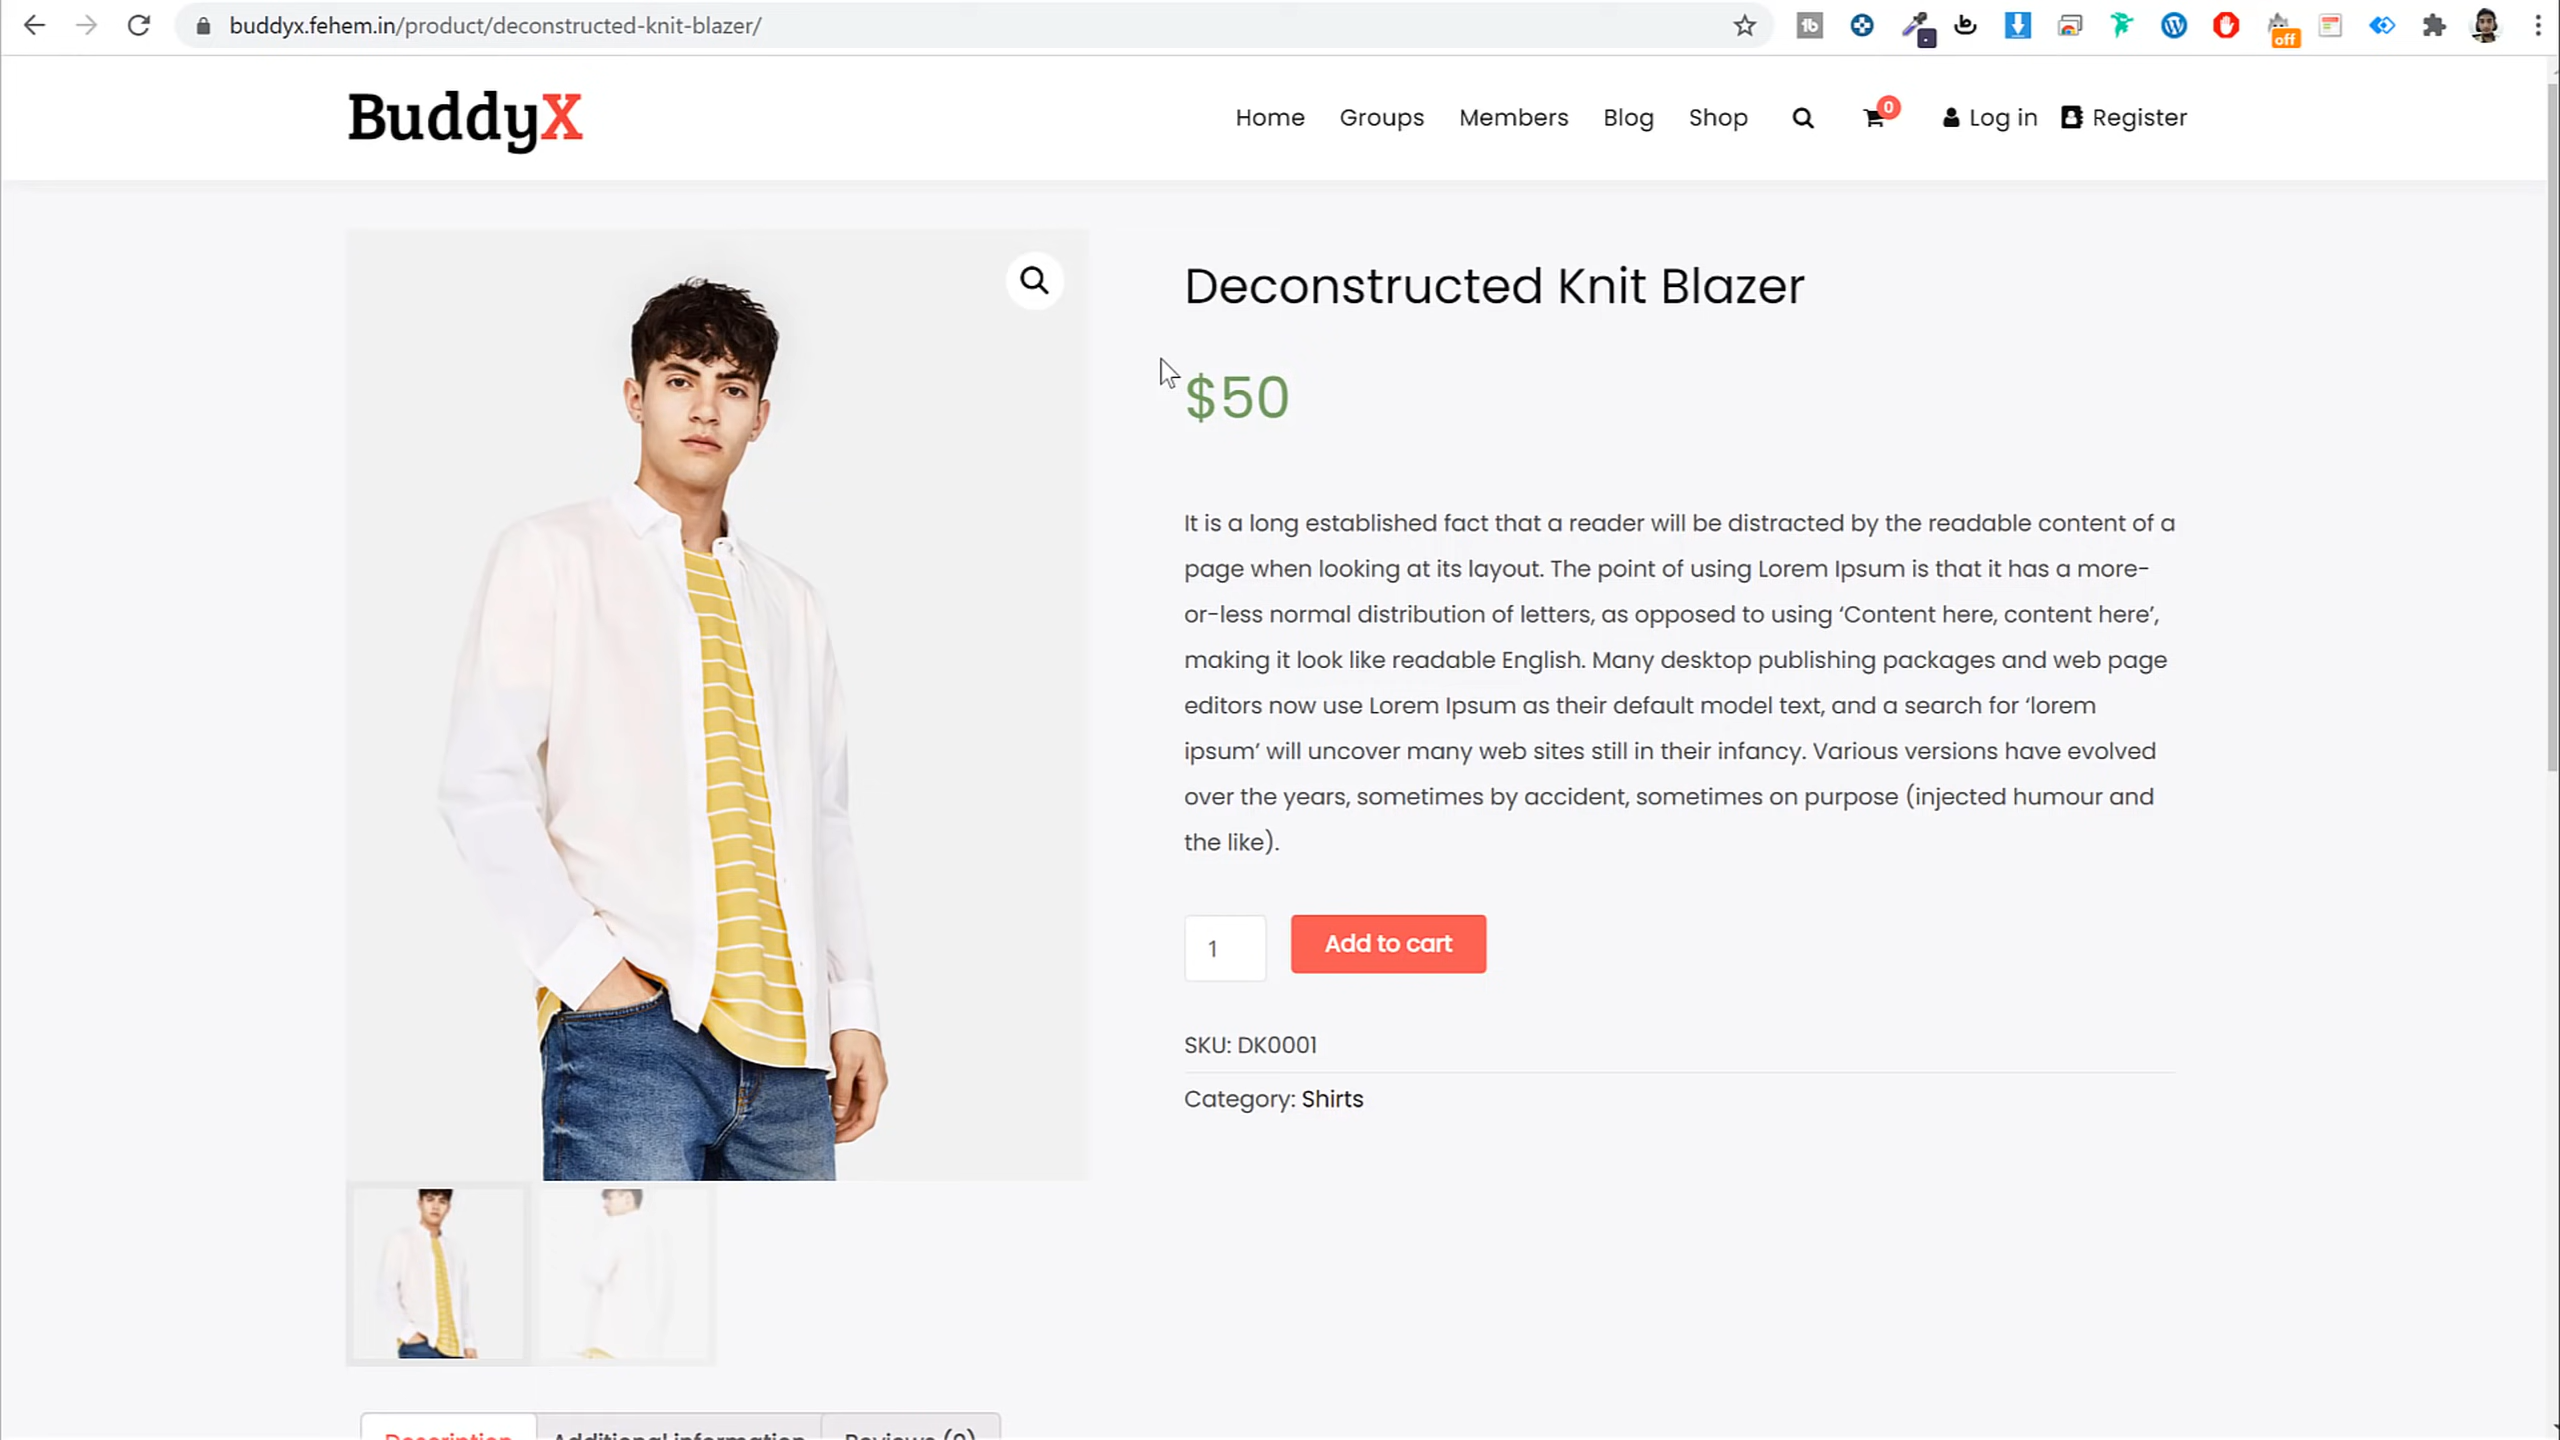 buddyx.fehem.in/product/deconstructed-knit-blazer/
off
BuddyX
Home Groups Members Blog Shop 0 Log in Register
Deconstructed Knit Blazer
$50
It is a long established fact that a reader will be distracted by the readable content of a
page when looking at its layout. The point of using Lorem Ipsum is that it has a more-
or-less normal distribution of letters, as opposed to using ‘Content here, content here’,
making it look like readable English. Many desktop publishing packages and web page
editors now use Lorem Ipsum as their default model text, and a search for ‘lorem
ipsum’ will uncover many web sites still in their infancy. Various versions have evolved
over the years, sometimes by accident, sometimes on purpose (injected humour and
the like).
1 Add to cart
SKU: DK0001
Category: Shirts
Description Additional information Reviews (0)